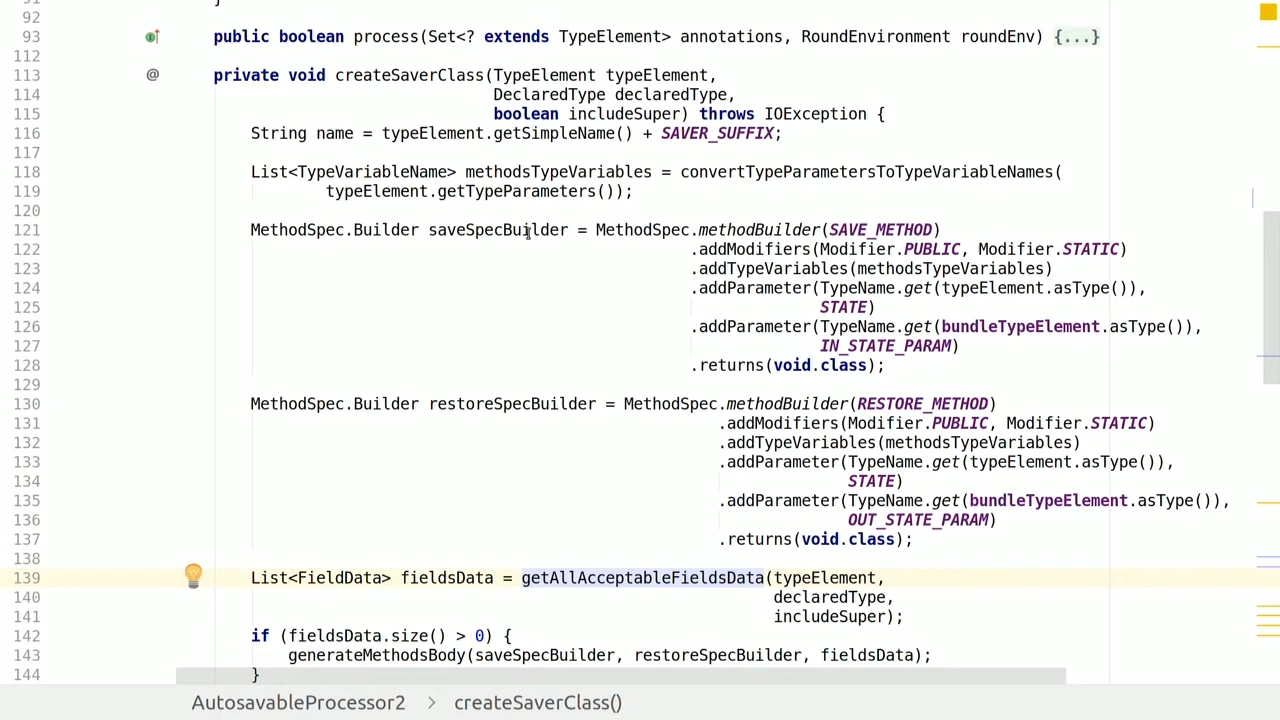 91 }
92
93 public boolean process(Set<? extends TypeElement> annotations, RoundEnvironment roundEnv) {...}
112
113 @ private void createSaverClass(TypeElement typeElement,
114 DeclaredType declaredType,
115 boolean includeSuper) throws IOException {
116 String name = typeElement.getSimpleName() + SAVER_SUFFIX;
117
118 List<TypeVariableName> methodsTypeVariables = convertTypeParametersToTypeVariableNames(
119 typeElement.getTypeParameters());
120
121 MethodSpec.Builder saveSpecBuilder = MethodSpec.methodBuilder(SAVE_METHOD)
122 .addModifiers(Modifier.PUBLIC, Modifier.STATIC)
123 .addTypeVariables(methodsTypeVariables)
124 .addParameter(TypeName.get(typeElement.asType()),
125 STATE)
126 .addParameter(TypeName.get(bundleTypeElement.asType()),
127 IN_STATE_PARAM)
128 .returns(void.class);
129
130 MethodSpec.Builder restoreSpecBuilder = MethodSpec.methodBuilder(RESTORE_METHOD)
131 .addModifiers(Modifier.PUBLIC, Modifier.STATIC)
132 .addTypeVariables(methodsTypeVariables)
133 .addParameter(TypeName.get(typeElement.asType()),
134 STATE)
135 .addParameter(TypeName.get(bundleTypeElement.asType()),
136 OUT_STATE_PARAM)
137 .returns(void.class);
138
139 List<FieldData> fieldsData = getAllAcceptableFieldsData(typeElement,
140 declaredType,
141 includeSuper);
142 if (fieldsData.size() > 0) {
143 generateMethodsBody(saveSpecBuilder, restoreSpecBuilder, fieldsData);
144 }
AutosavableProcessor2 > createSaverClass()